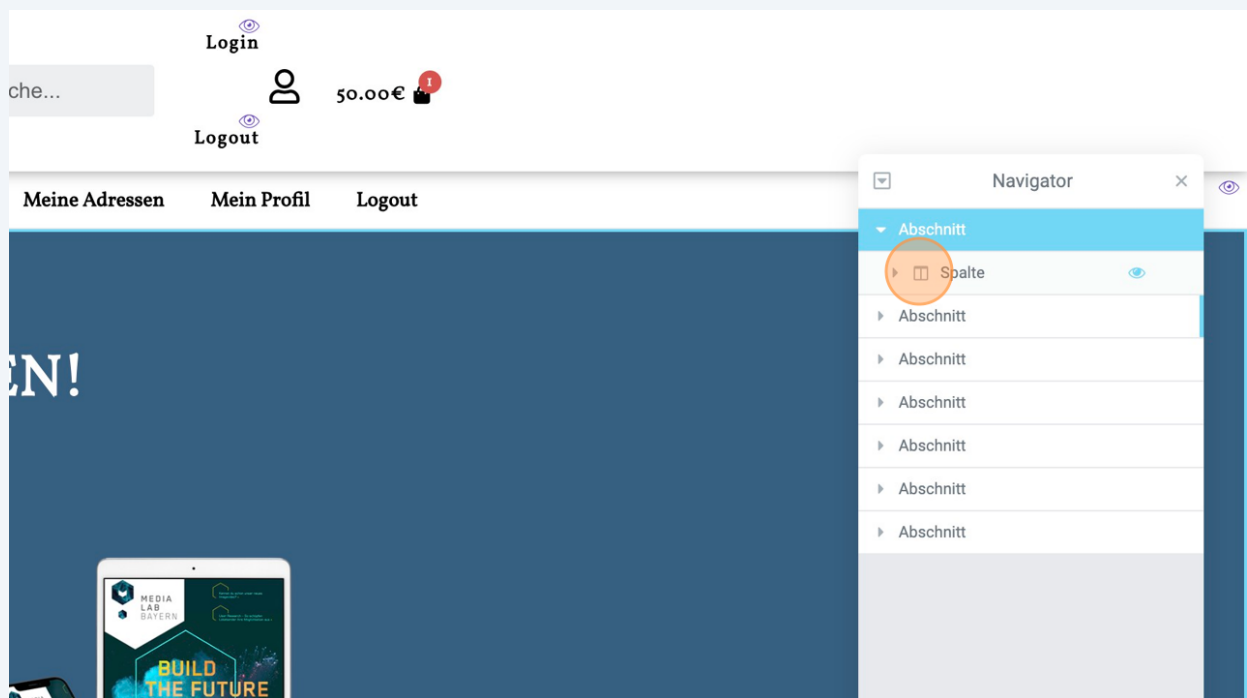 Login
che...
50.00€
1
Logout
Meine Adressen
Mein Profil
Logout
EN!
Navigator
Abschnitt
Spalte
Abschnitt
Abschnitt
Abschnitt
Abschnitt
Abschnitt
Abschnitt
MEDIA
LAB
BAYERN
BUILD
THE FUTURE